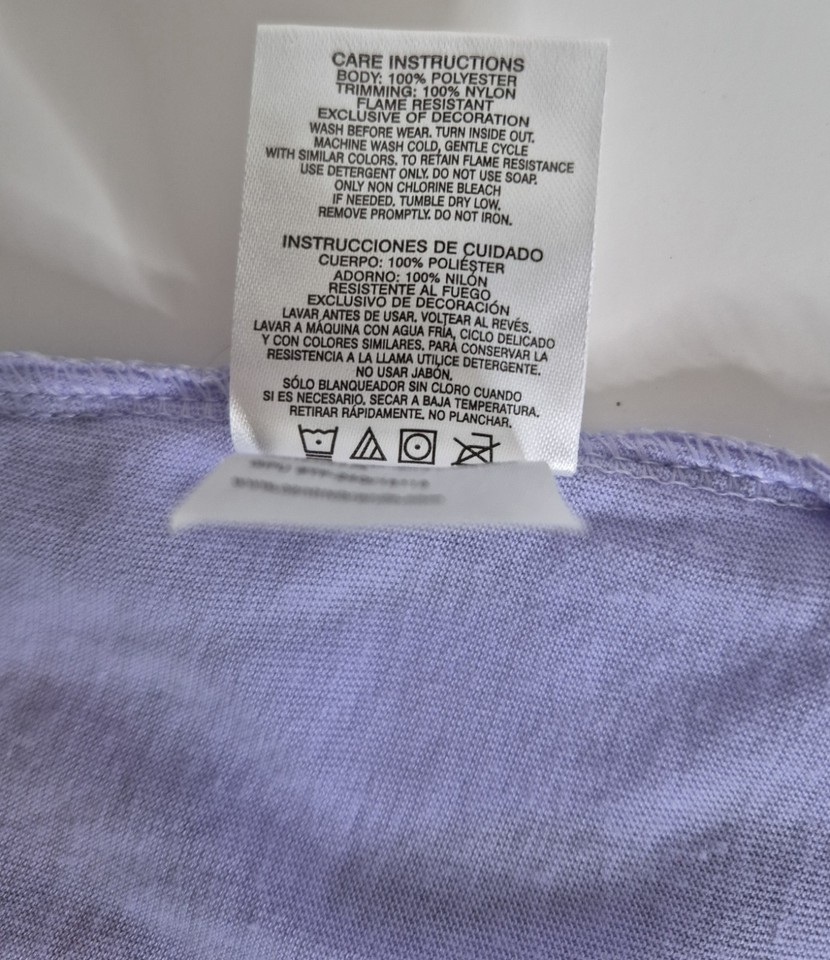 CARE INSTRUCTIONS
BODY: 100% POLYESTER
TRIMMING: 100% NYLON
FLAME RESISTANT
EXCLUSIVE OF DECORATION
WASH BEFORE WEAR. TURN INSIDE OUT.
MACHINE WASH COLD, GENTLE CYCLE
WITH SIMILAR COLORS. TO RETAIN FLAME RESISTANCE
USE DETERGENT ONLY. DO NOT USE SOAP.
ONLY NON CHLORINE BLEACH
IF NEEDED. TUMBLE DRY LOW.
REMOVE PROMPTLY. DO NOT IRON.
INSTRUCCIONES DE CUIDADO
CUERPO: 100% POLIÉSTER
ADORNO: 100% NILÓN
RESISTENTE AL FUEGO
EXCLUSIVO DE DECORACIÓN
LAVAR ANTES DE USAR. VOLTEAR AL REVÉS.
LAVAR A MÁQUINA CON AGUA FRÍA, CICLO DELICADO
Y CON COLORES SIMILARES. PARA CONSERVAR LA
RESISTENCIA A LA LLAMA UTILICE DETERGENTE.
NO USAR JABÓN.
SÓLO BLANQUEADOR SIN CLORO CUANDO
SI ES NECESARIO. SECAR A BAJA TEMPERATURA.
RETIRAR RÁPIDAMENTE. NO PLANCHAR.